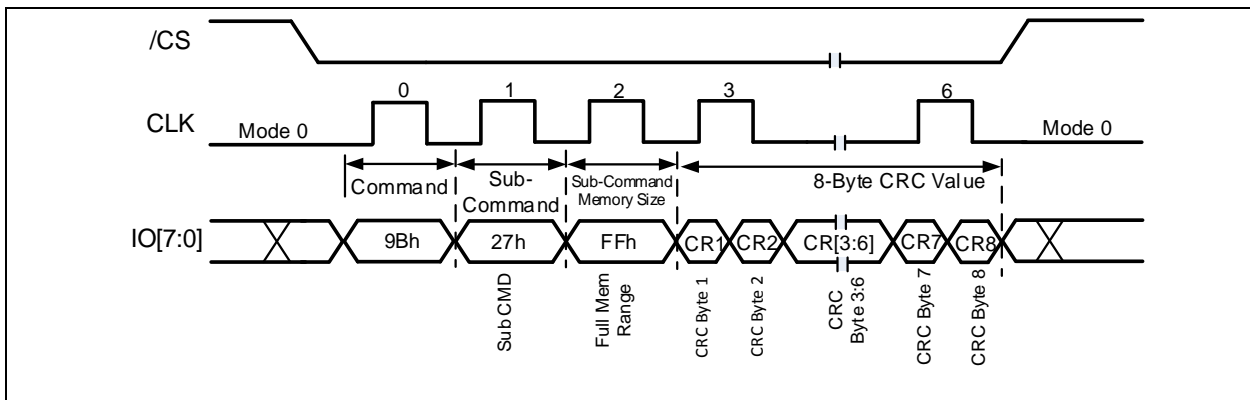 /CS
0 1 2 3 6
CLK
Mode 0 Mode 0
Command
Sub-
Command
Sub-Command
Memory Size
8-Byte CRC Value
IO[7:0]
9Bh 27h FFh CR1 CR2 CR[3:6] CR7 CR8
Sub CMD
Full Mem
Range
CRC Byte 1
CRC Byte 2
CRC
Byte 3:6
CRC Byte 7
CRC Byte 8